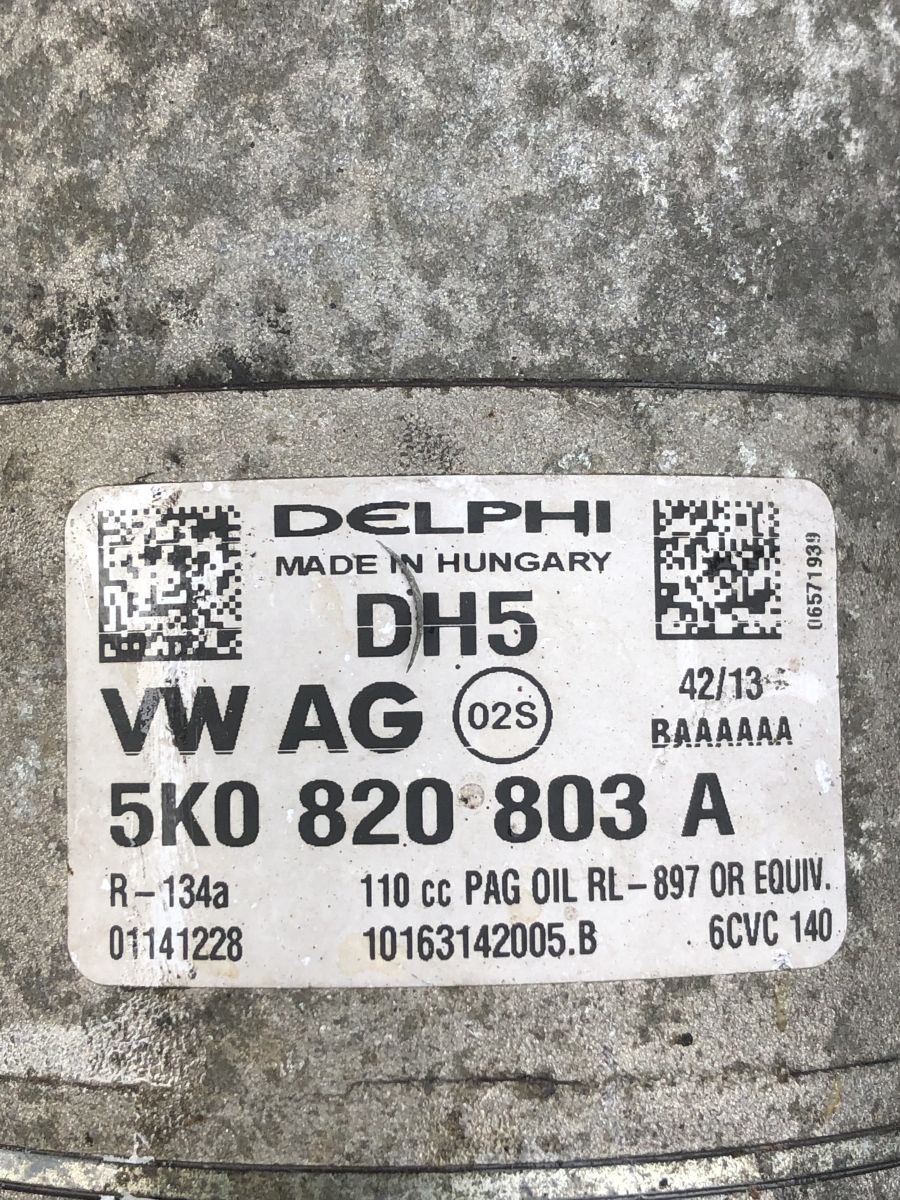 DELPHI
MADE IN HUNGARY
DH5
06571939
VW AG 02S
42/13
BAAAAAA
5K0 820 803 A
R-134a 110 cc PAG OIL RL-897 OR EQUIV.
01141228 10163142005.B 6CVC 140